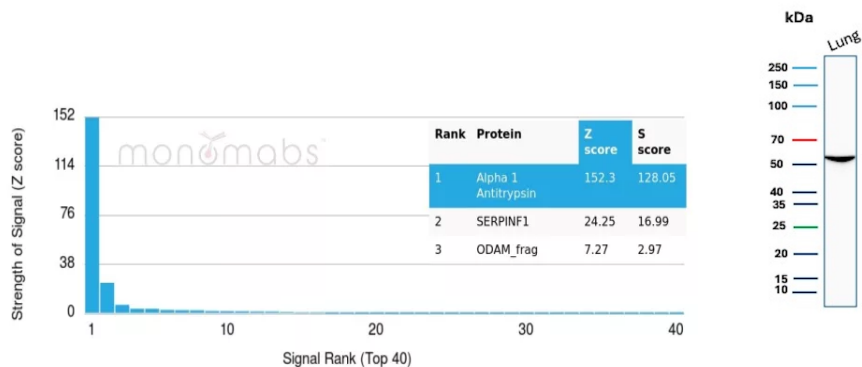 Strength of Signal (Z score)
152
114
76
38
0
1
10
20
30
40
Signal Rank (Top 40)
monomabs
Rank Protein Z score S score
1 Alpha 1 Antitrypsin 152.3 128.05
2 SERPINF1 24.25 16.99
3 ODAM_frag 7.27 2.97
kDa
Lung
250
150
100
70
50
40
35
25
20
15
10